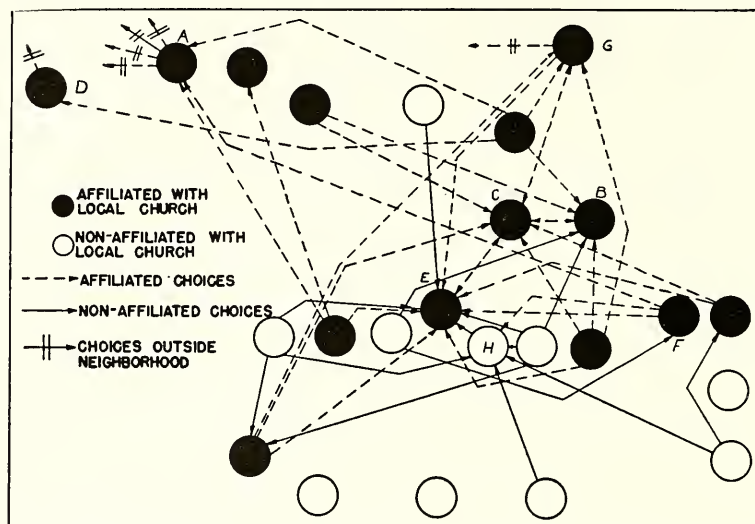 A
G
D
C
B
AFFILIATED WITH
LOCAL CHURCH
NON-AFFILIATED WITH
LOCAL CHURCH
E
AFFILIATED CHOICES
NON-AFFILIATED CHOICES
H
F
CHOICES OUTSIDE
NEIGHBORHOOD